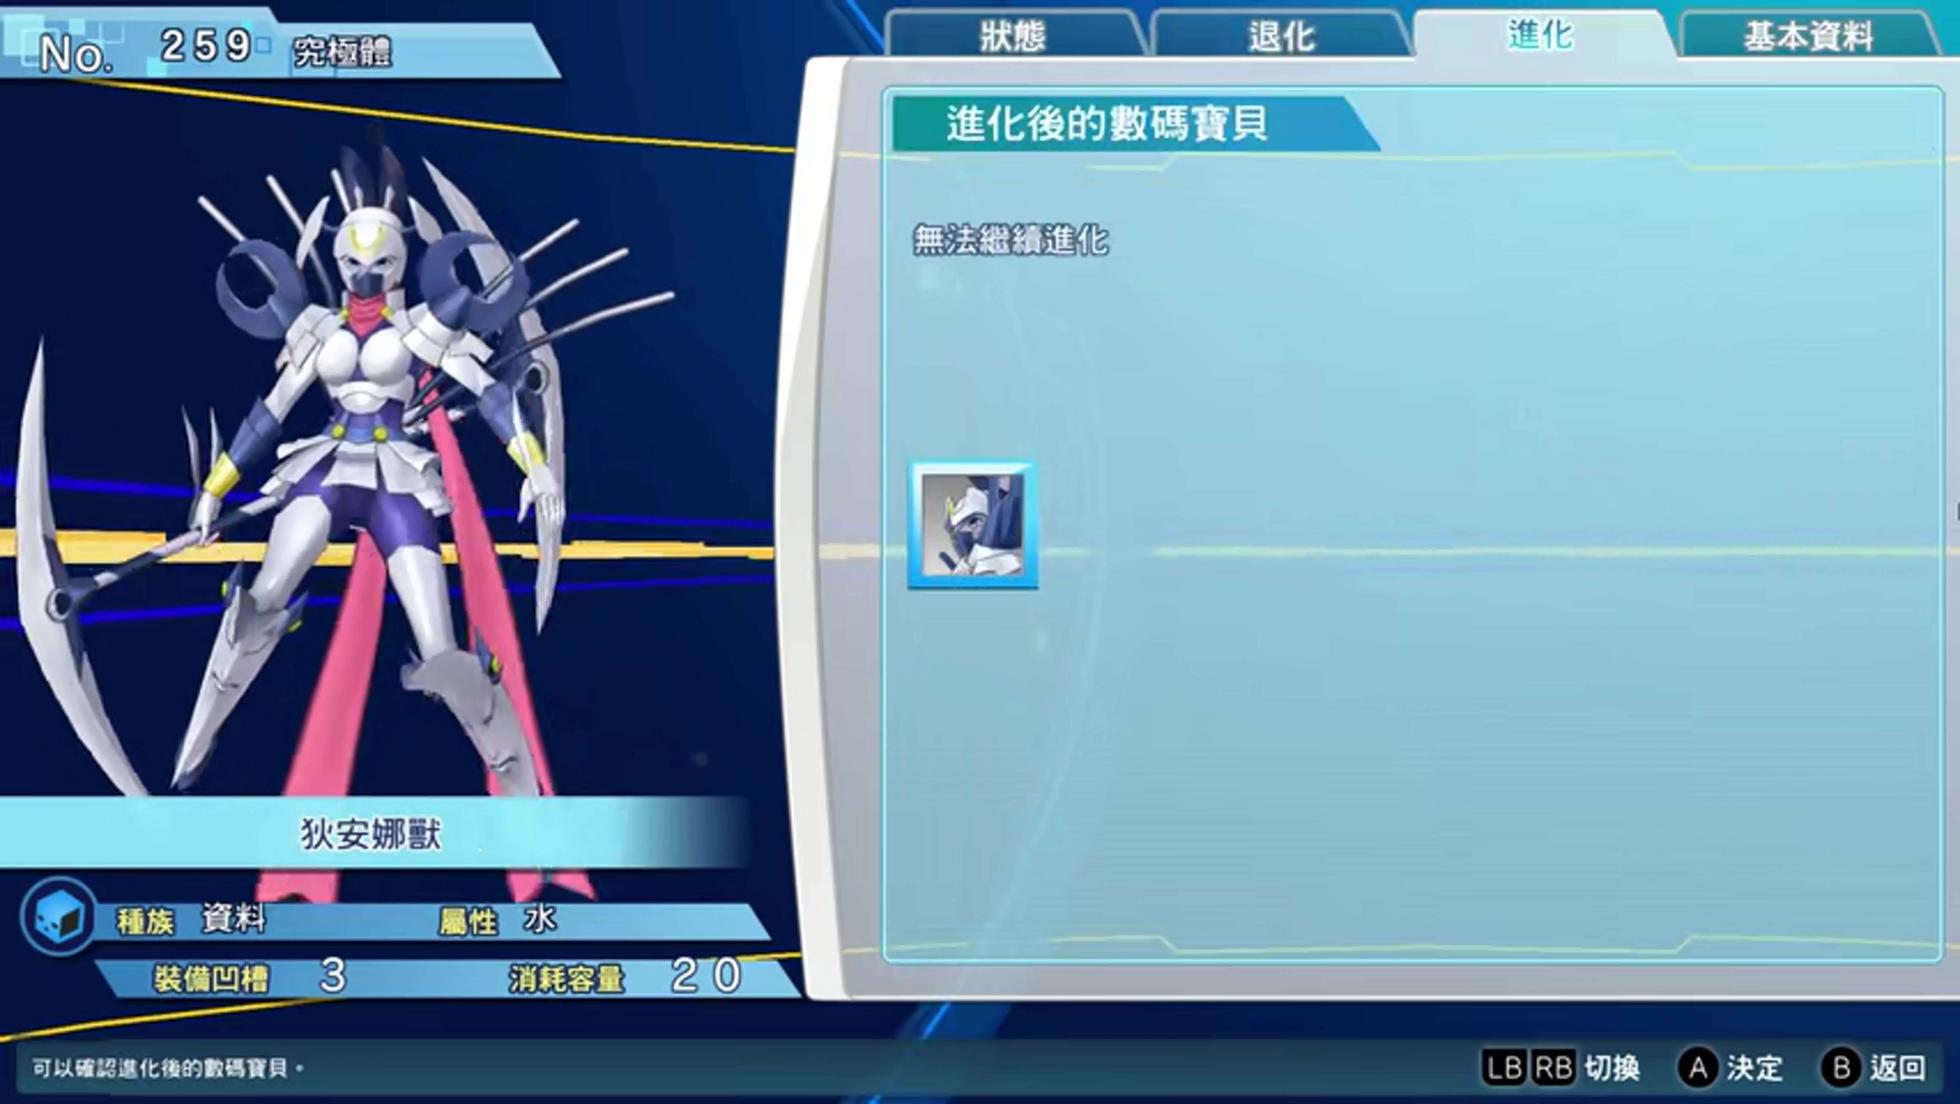 No. 259 究極體
狀態
退化
進化
基本資料
進化後的數碼寶貝
無法繼續進化
狄安娜獸
種族 資料
屬性 水
裝備凹槽 3
消耗容量 20
可以確認進化後的數碼寶貝。
LB RB 切換
A 決定
B 返回